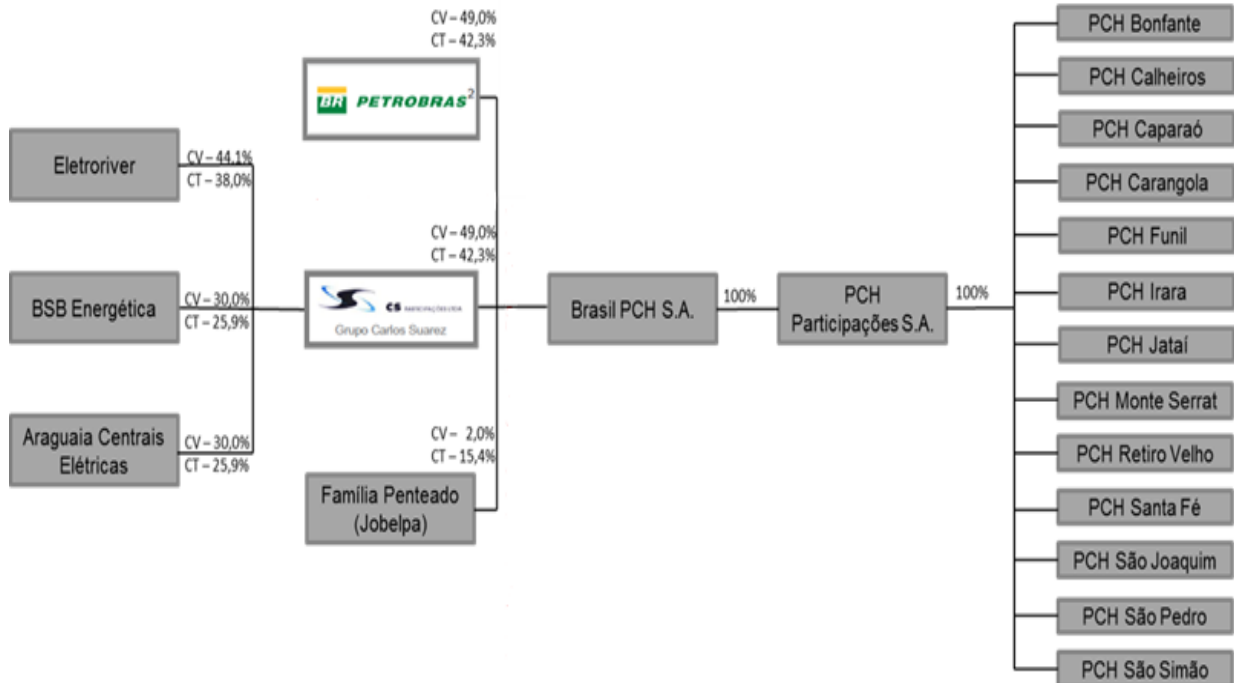 CV – 49,0%
CT – 42,3%
BR PETROBRAS2
Eletroriver
CV – 44,1%
CT – 38,0%
BSB Energética
CV – 30,0%
CT – 25,9%
Araguaia Centrais
Elétricas
CV – 30,0%
CT – 25,9%
CV – 49,0%
CT – 42,3%
CS PARTICIPAÇÕES LTDA
Grupo Carlos Suarez
CV – 2,0%
CT – 15,4%
Família Penteado
(Jobelpa)
Brasil PCH S.A.
100%
PCH
Participações S.A.
100%
PCH Bonfante
PCH Calheiros
PCH Caparaó
PCH Carangola
PCH Funil
PCH Irara
PCH Jataí
PCH Monte Serrat
PCH Retiro Velho
PCH Santa Fé
PCH São Joaquim
PCH São Pedro
PCH São Simão